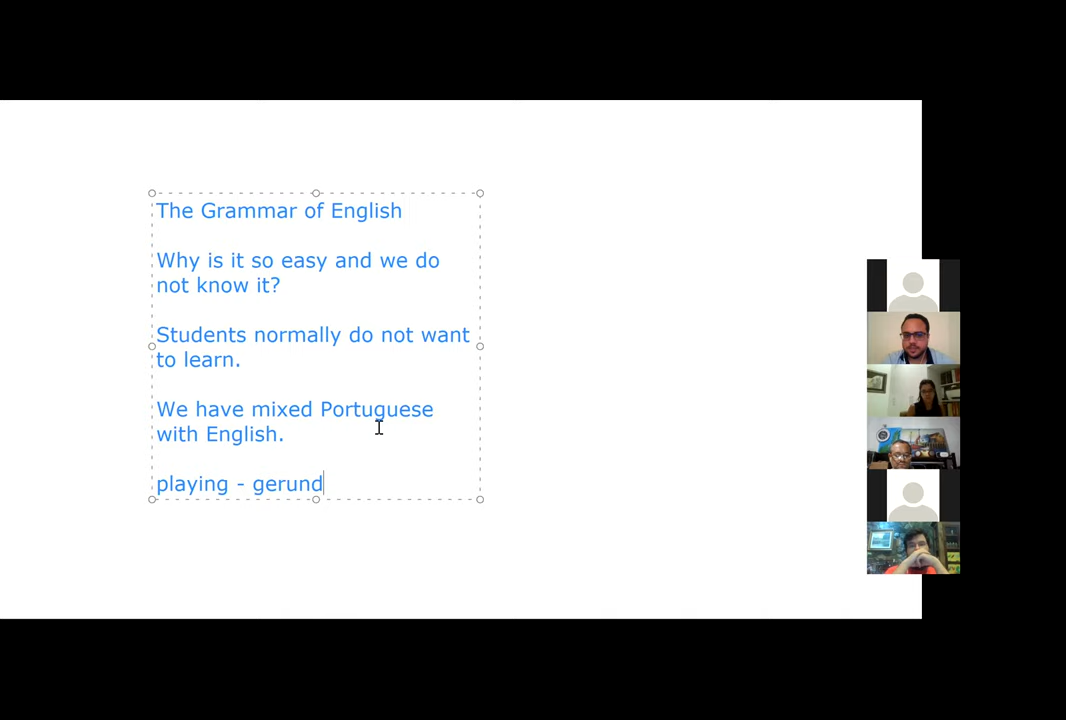 The Grammar of English
Why is it so easy and we do
not know it?
Students normally do not want
to learn.
We have mixed Portuguese
with English.
playing - gerund